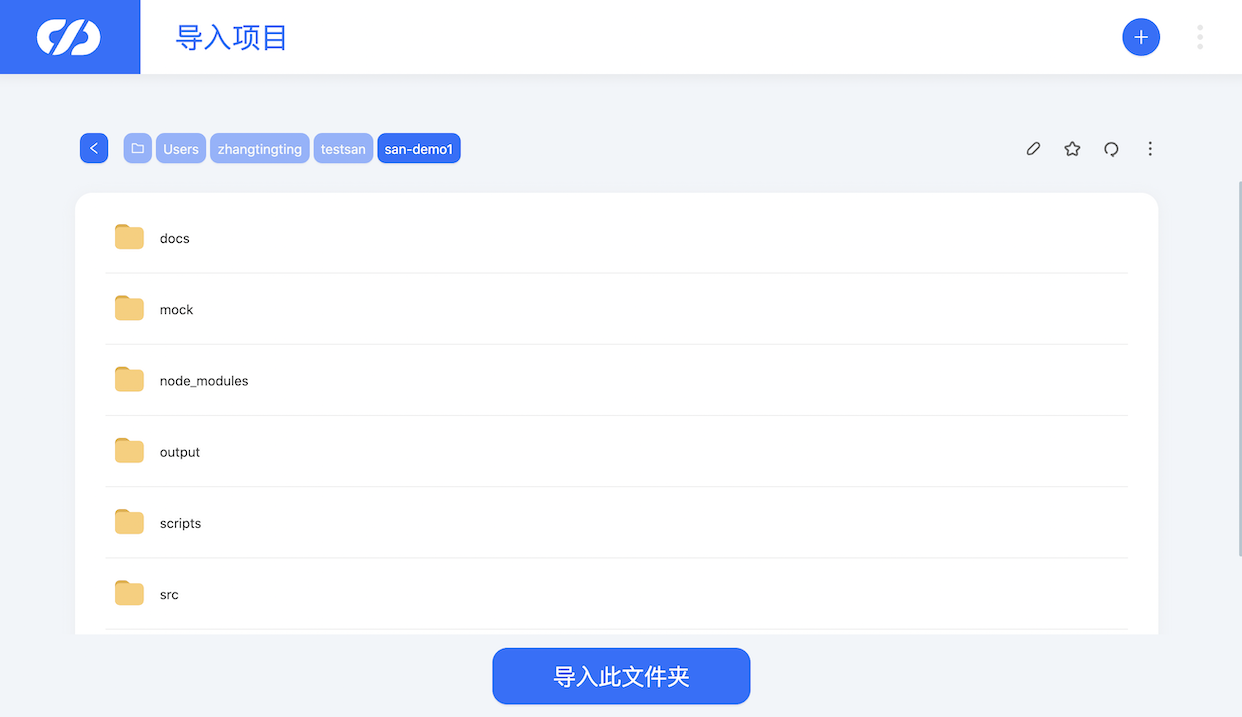 导入项目
Users zhangtingting testsan san-demo1
docs
mock
node_modules
output
scripts
src
导入此文件夹